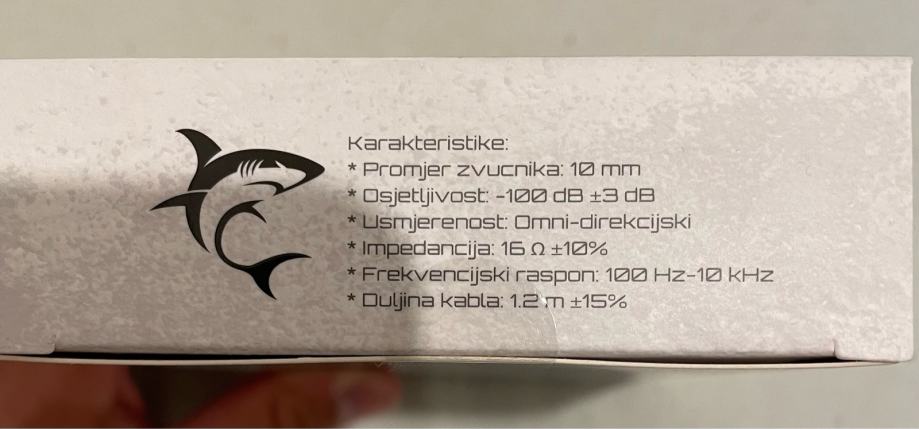 Karakteristike:
* Promjer zvucnika: 10 mm
* Osjetljivost: -100 dB ±3 dB
* Usmjerenost: Omni-direkcijski
* Impedancija: 16 Ω ±10%
* Frekvencijski raspon: 100 Hz-10 kHz
* Duljina kabla: 1.2 m ±15%